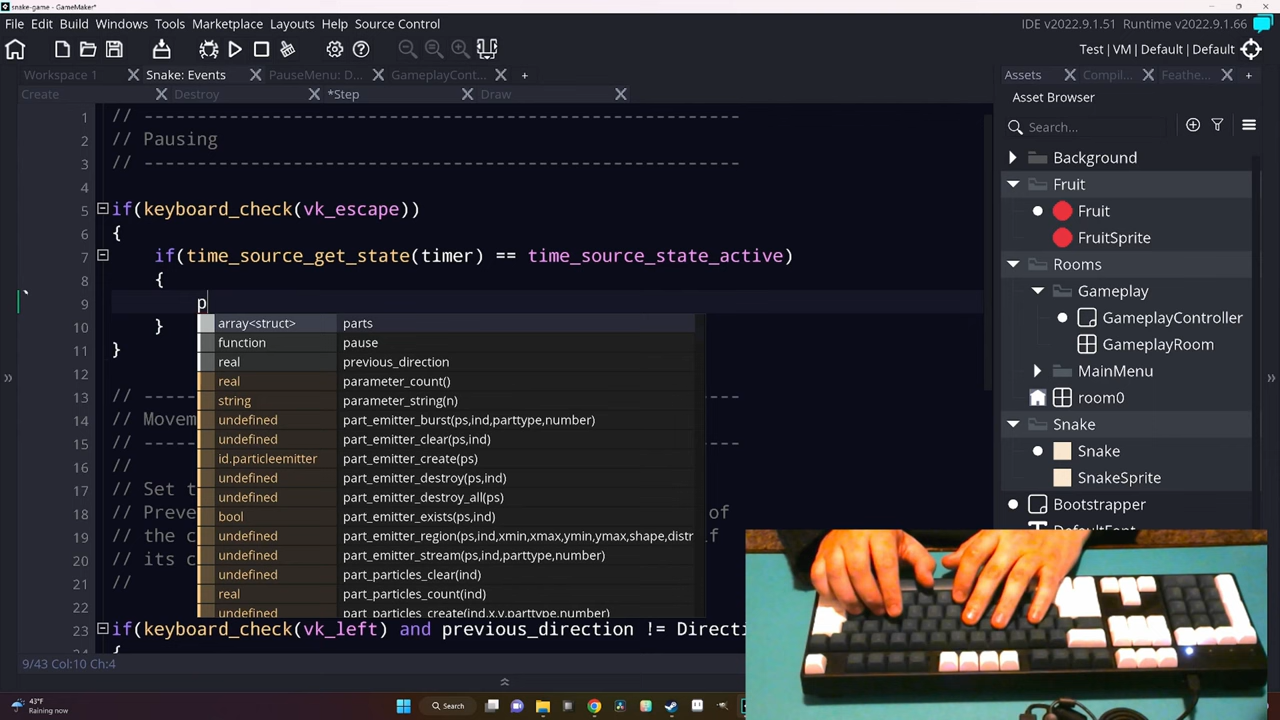 *snake-game - GameMaker*
File Edit Build Windows Tools Marketplace Layouts Help Source Control
IDE v2022.9.1.51 Runtime v2022.9.1.66
Test | VM | Default | Default
Workspace 1 Snake: Events PauseMenu: D... GameplayCont... +
Create Destroy *Step Draw
1 // ------------------------------------------------------
2 // Pausing
3 // ------------------------------------------------------
4
5 if(keyboard_check(vk_escape))
6 {
7 if(time_source_get_state(timer) == time_source_state_active)
8 {
9 p
10 }
11 }
12
13 //
14 // Movem
15 //
16 //
17 // Set t
18 // Preve of
19 // the c f
20 // its c
21 //
22
23 if(keyboard_check(vk_left) and previous_direction != Direct
24 {
array<struct> parts
function pause
real previous_direction
real parameter_count()
string parameter_string(n)
undefined part_emitter_burst(ps,ind,parttype,number)
undefined part_emitter_clear(ps,ind)
id.particleemitter part_emitter_create(ps)
undefined part_emitter_destroy(ps,ind)
undefined part_emitter_destroy_all(ps)
bool part_emitter_exists(ps,ind)
undefined part_emitter_region(ps,ind,xmin,xmax,ymin,ymax,shape,distr
undefined part_emitter_stream(ps,ind,parttype,number)
undefined part_particles_clear(ind)
real part_particles_count(ind)
undefined part_particles_create(ind,x,y,parttype,number)
9/43 Col:10 Ch:4
Assets Compil... Feathe... +
Asset Browser
Search...
Background
Fruit
Fruit
FruitSprite
Rooms
Gameplay
GameplayController
GameplayRoom
MainMenu
room0
Snake
Snake
SnakeSprite
Bootstrapper
DefaultFont
43°F
Raining now
Search